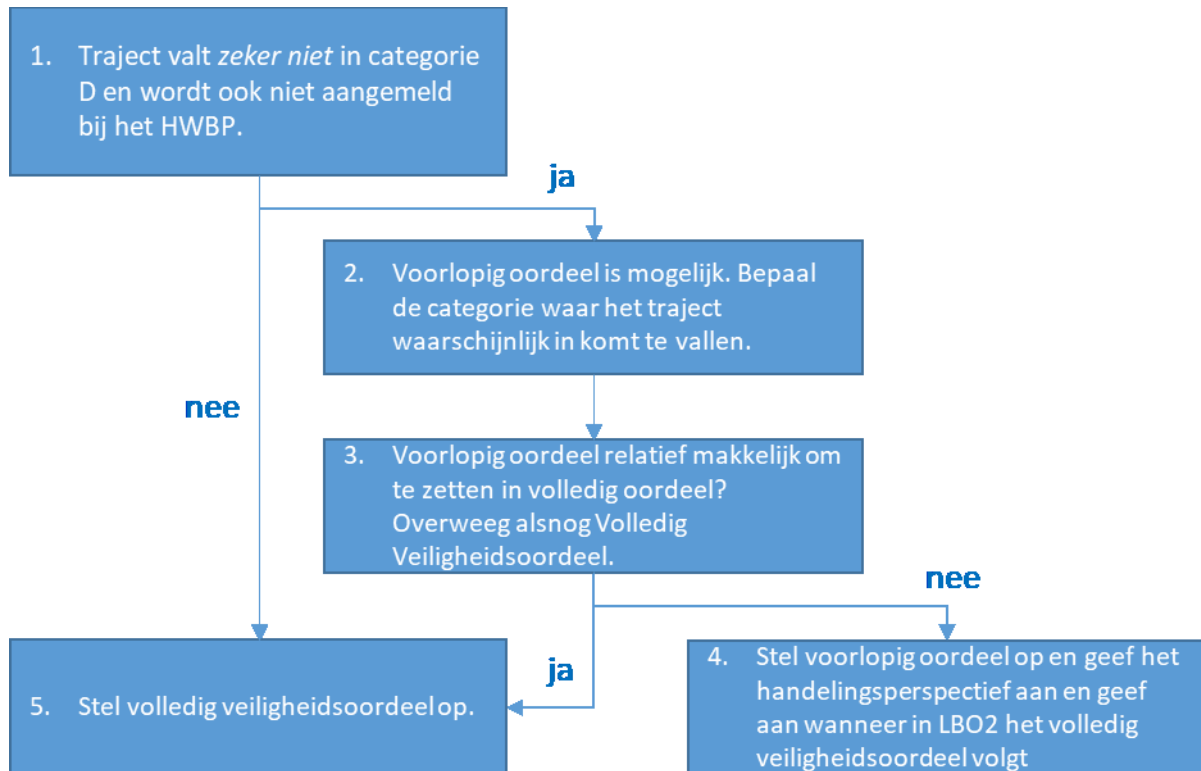 1. Traject valt zeker niet in categorie
D en wordt ook niet aangemeld
bij het HWBP.
ja
2. Voorlopig oordeel is mogelijk. Bepaal
de categorie waar het traject
waarschijnlijk in komt te vallen.
nee
3. Voorlopig oordeel relatief makkelijk om
te zetten in volledig oordeel?
Overweeg alsnog Volledig
Veiligheidsoordeel.
nee
ja
4. Stel voorlopig oordeel op en geef het
handelingsperspectief aan en geef
aan wanneer in LBO2 het volledig
veiligheidsoordeel volgt
5. Stel volledig veiligheidsoordeel op.